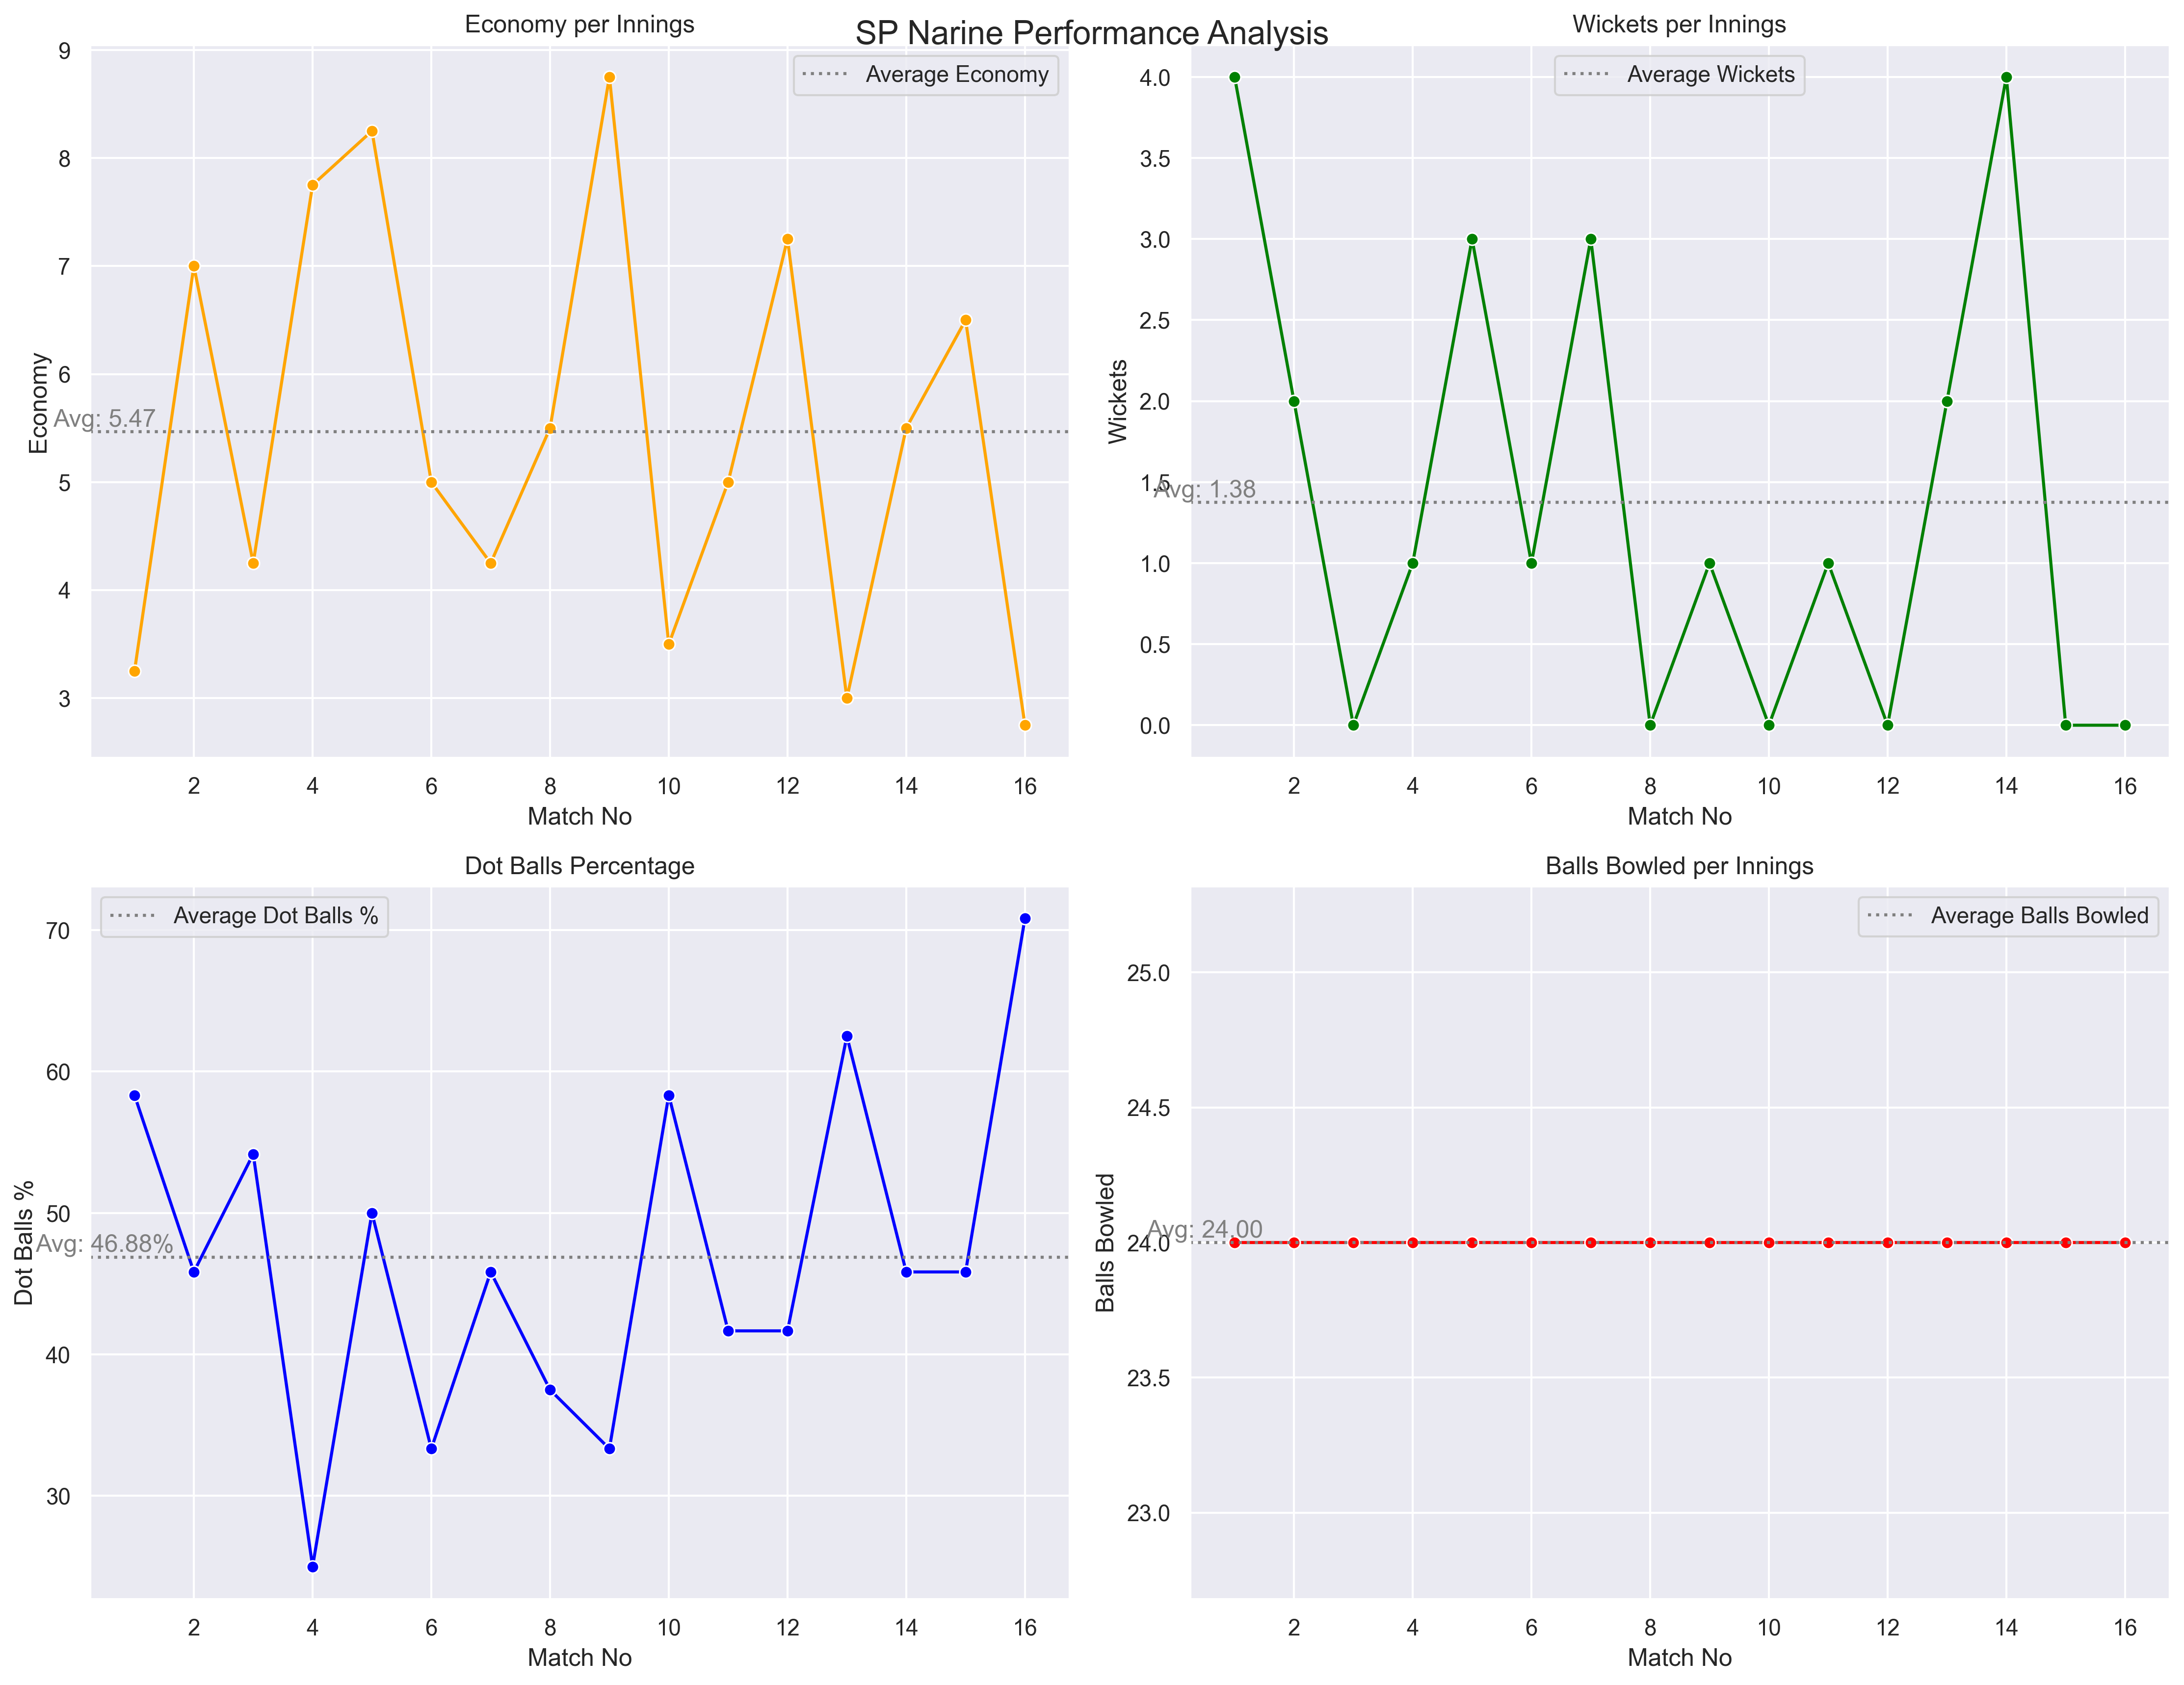 SP Narine Performance Analysis
Economy per Innings
Average Economy
Economy
9
8
7
6
5
4
3
Avg: 5.47
2 4 6 8 10 12 14 16
Match No
Wickets per Innings
Average Wickets
Wickets
4.0
3.5
3.0
2.5
2.0
1.5
1.0
0.5
0.0
Avg: 1.38
2 4 6 8 10 12 14 16
Match No
Dot Balls Percentage
Average Dot Balls %
Dot Balls %
70
60
50
40
30
Avg: 46.88%
2 4 6 8 10 12 14 16
Match No
Balls Bowled per Innings
Average Balls Bowled
Balls Bowled
25.0
24.5
24.0
23.5
23.0
Avg: 24.00
2 4 6 8 10 12 14 16
Match No